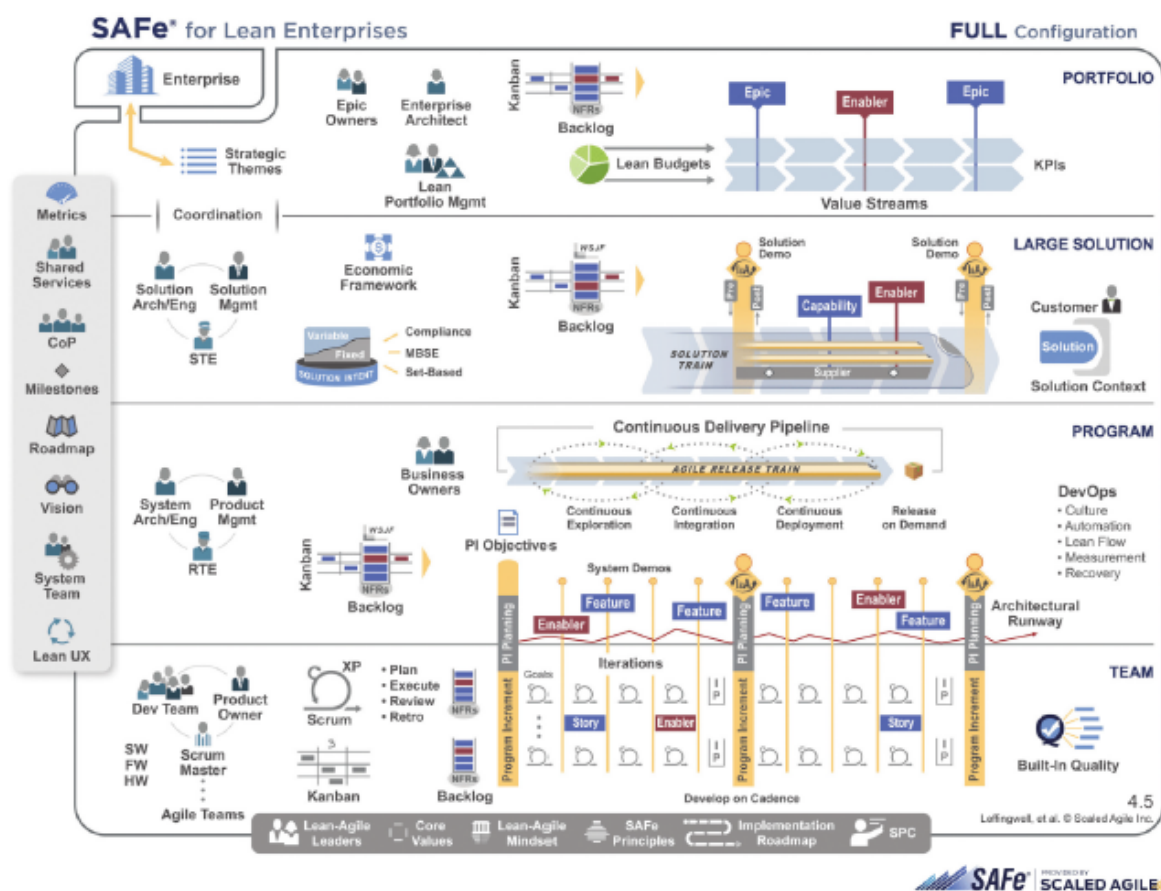 SAFe® for Lean Enterprises
FULL Configuration
Enterprise
Strategic
Themes
Epic
Owners
Enterprise
Architect
Lean
Portfolio Mgmt
Kanban
NFRs
Backlog
Lean Budgets
Epic
Enabler
Epic
KPIs
Value Streams
PORTFOLIO
Metrics
Shared
Services
CoP
Milestones
Roadmap
Vision
System
Team
Lean UX
Coordination
Solution
Arch/Eng
Solution
Mgmt
STE
Economic
Framework
Variable
Fixed
SOLUTION INTENT
Compliance
MBSE
Set-Based
Kanban
WSJF
NFRs
Backlog
Solution
Demo
I&A
Pre
Post
Capability
Enabler
Solution
Demo
I&A
Pre
Post
SOLUTION
TRAIN
Supplier
LARGE SOLUTION
Customer
Solution
Solution Context
System
Arch/Eng
Product
Mgmt
RTE
Business
Owners
Continuous Delivery Pipeline
AGILE RELEASE TRAIN
Continuous
Exploration
Continuous
Integration
Continuous
Deployment
Release
on Demand
PROGRAM
DevOps
• Culture
• Automation
• Lean Flow
• Measurement
• Recovery
Kanban
WSJF
NFRs
Backlog
PI Objectives
System Demos
Enabler
Feature
Feature
I&A
Feature
Enabler
Feature
I&A
Architectural
Runway
PI Planning
PI Planning
PI Planning
Dev Team
Product
Owner
Scrum
Master
SW
FW
HW
Agile Teams
XP
Scrum
• Plan
• Execute
• Review
• Retro
3
Kanban
NFRs
NFRs
Backlog
Program Increment
Goals
Iterations
Story
Enabler
I P
I P
Program Increment
Story
I P
I P
Program Increment
Develop on Cadence
TEAM
Built-In Quality
4.5
Leffingwell, et al. © Scaled Agile Inc.
Lean-Agile
Leaders
Core
Values
Lean-Agile
Mindset
SAFe
Principles
Implementation
Roadmap
SPC
SAFe®
PROVIDED BY
SCALED AGILE